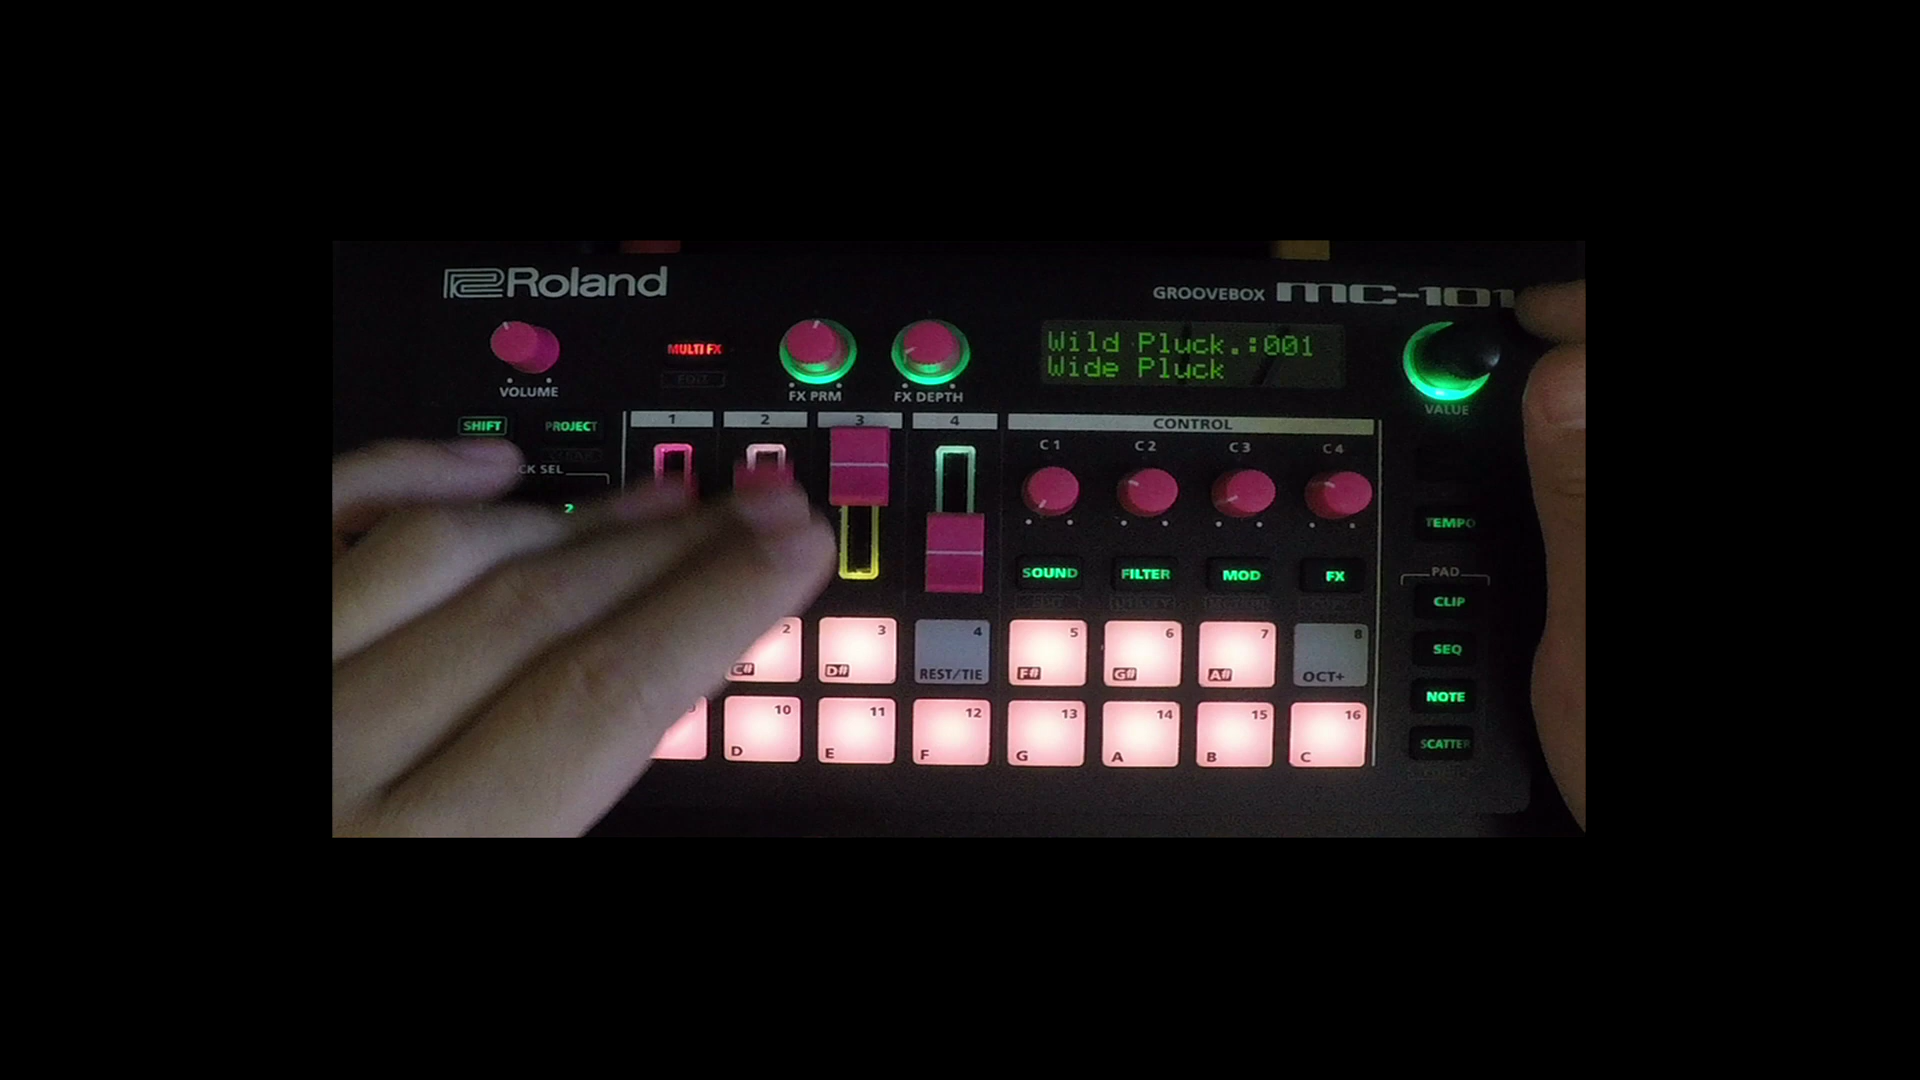 Roland
GROOVEBOX MC-101
Wild Pluck.:001
Wide Pluck
MULTI FX
EDIT
VOLUME
FX PRM
FX DEPTH
VALUE
SHIFT
PROJECT
1 2 3 4
CONTROL
C1 C2 C3 C4
CK SEL
2
TEMPO
SOUND FILTER MOD FX
PAD
CLIP
SEQ
NOTE
SCATTER
2 C#
3 D#
4 REST/TIE
5 F#
6 G#
7 A#
8 OCT+
9
10 D
11 E
12 F
13 G
14 A
15 B
16 C